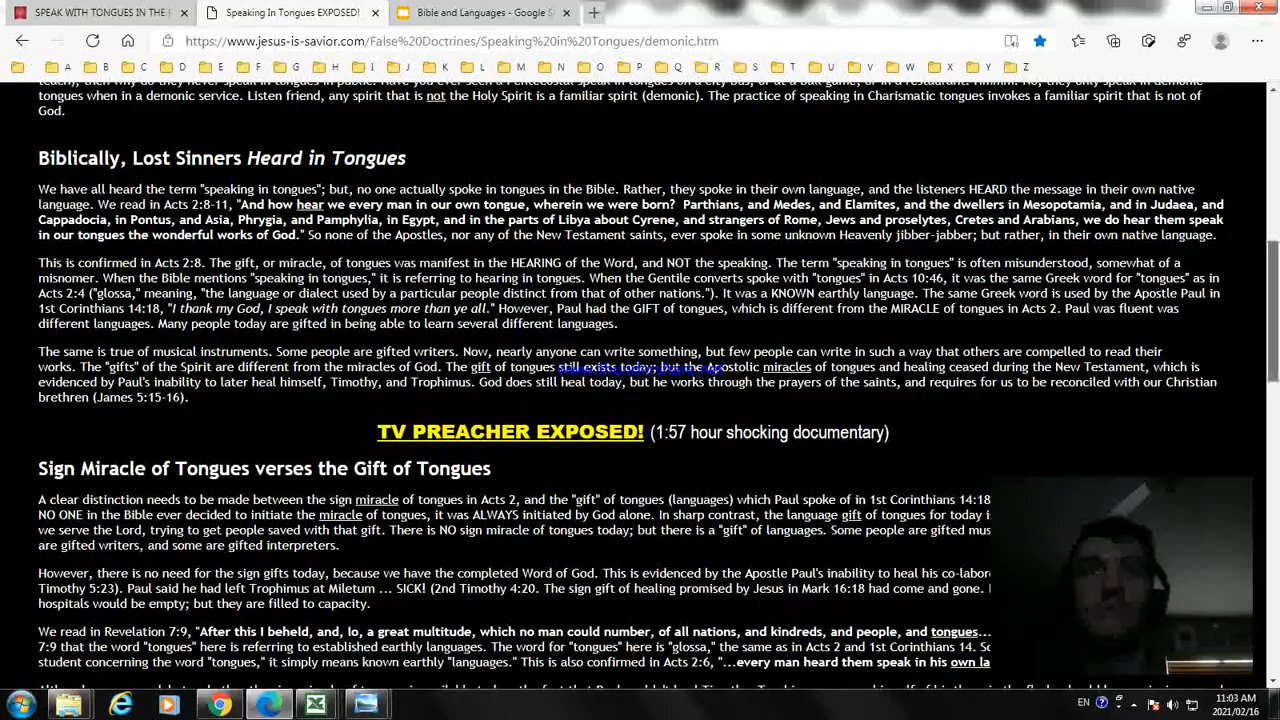 SPEAK WITH TONGUES IN THE
Speaking In Tongues EXPOSED!
Bible and Languages - Google S
https://www.jesus-is-savior.com/False%20Doctrines/Speaking%20in%20Tongues/demonic.htm
A B C D E F G H I J K L M N O P Q R S T U V W X Y Z
tongues when in a demonic service. Listen friend, any spirit that is not the Holy Spirit is a familiar spirit (demonic). The practice of speaking in Charismatic tongues invokes a familiar spirit that is not of
God.
Biblically, Lost Sinners Heard in Tongues
We have all heard the term "speaking in tongues"; but, no one actually spoke in tongues in the Bible. Rather, they spoke in their own language, and the listeners HEARD the message in their own native
language. We read in Acts 2:8-11, "And how hear we every man in our own tongue, wherein we were born? Parthians, and Medes, and Elamites, and the dwellers in Mesopotamia, and in Judaea, and
Cappadocia, in Pontus, and Asia, Phrygia, and Pamphylia, in Egypt, and in the parts of Libya about Cyrene, and strangers of Rome, Jews and proselytes, Cretes and Arabians, we do hear them speak
in our tongues the wonderful works of God." So none of the Apostles, nor any of the New Testament saints, ever spoke in some unknown Heavenly jibber-jabber; but rather, in their own native language.
This is confirmed in Acts 2:8. The gift, or miracle, of tongues was manifest in the HEARING of the Word, and NOT the speaking. The term "speaking in tongues" is often misunderstood, somewhat of a
misnomer. When the Bible mentions "speaking in tongues," it is referring to hearing in tongues. When the Gentile converts spoke with "tongues" in Acts 10:46, it was the same Greek word for "tongues" as in
Acts 2:4 ("glossa," meaning, "the language or dialect used by a particular people distinct from that of other nations."). It was a KNOWN earthly language. The same Greek word is used by the Apostle Paul in
1st Corinthians 14:18, "I thank my God, I speak with tongues more than ye all." However, Paul had the GIFT of tongues, which is different from the MIRACLE of tongues in Acts 2. Paul was fluent was
different languages. Many people today are gifted in being able to learn several different languages.
The same is true of musical instruments. Some people are gifted writers. Now, nearly anyone can write something, but few people can write in such a way that others are compelled to read their
works. The "gifts" of the Spirit are different from the miracles of God. The gift of tongues still exists today, but the apostolic miracles of tongues and healing ceased during the New Testament, which is
evidenced by Paul's inability to later heal himself, Timothy, and Trophimus. God does still heal today, but he works through the prayers of the saints, and requires for us to be reconciled with our Christian
brethren (James 5:15-16).
TV PREACHER EXPOSED! (1:57 hour shocking documentary)
Sign Miracle of Tongues verses the Gift of Tongues
A clear distinction needs to be made between the sign miracle of tongues in Acts 2, and the "gift" of tongues (languages) which Paul spoke of in 1st Corinthians 14:18
NO ONE in the Bible ever decided to initiate the miracle of tongues, it was ALWAYS initiated by God alone. In sharp contrast, the language gift of tongues for today i
we serve the Lord, trying to get people saved with that gift. There is NO sign miracle of tongues today; but there is a "gift" of languages. Some people are gifted mus
are gifted writers, and some are gifted interpreters.
However, there is no need for the sign gifts today, because we have the completed Word of God. This is evidenced by the Apostle Paul's inability to heal his co-labor
Timothy 5:23). Paul said he had left Trophimus at Miletum ... SICK! (2nd Timothy 4:20. The sign gift of healing promised by Jesus in Mark 16:18 had come and gone.
hospitals would be empty; but they are filled to capacity.
We read in Revelation 7:9, "After this I beheld, and, lo, a great multitude, which no man could number, of all nations, and kindreds, and people, and tongues...
7:9 that the word "tongues" here is referring to established earthly languages. The word for "tongues" here is "glossa," the same as in Acts 2 and 1st Corinthians 14. Sc
student concerning the word "tongues," it simply means known earthly "languages." This is also confirmed in Acts 2:6, "...every man heard them speak in his own la
EN
11:03 AM
2021/02/16